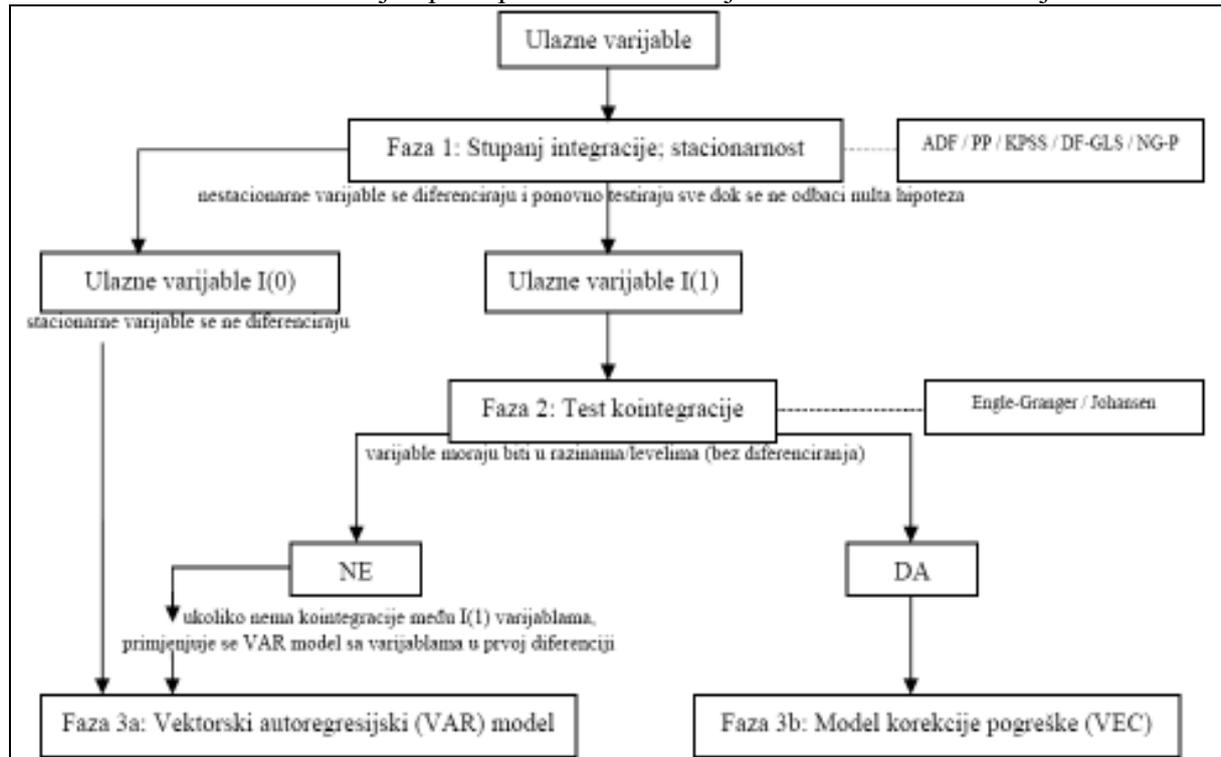 Ulazne varijable
Faza 1: Stupanj integracije; stacionarnost
ADF / PP / KPSS / DF-GLS / NG-P
nestacionarne varijable se diferenciraju i ponovno testiraju sve dok se ne odbaci nulta hipoteza
Ulazne varijable I(0)
Ulazne varijable I(1)
stacionarne varijable se ne diferenciraju
Faza 2: Test kointegracije
Engle-Granger / Johansen
varijable moraju biti u razinama/levelima (bez diferenciranja)
NE
DA
ukoliko nema kointegracije među I(1) varijablama,
primjenjuje se VAR model sa varijablama u prvoj diferenciji
Faza 3a: Vektorski autoregresijski (VAR) model
Faza 3b: Model korekcije pogreške (VEC)